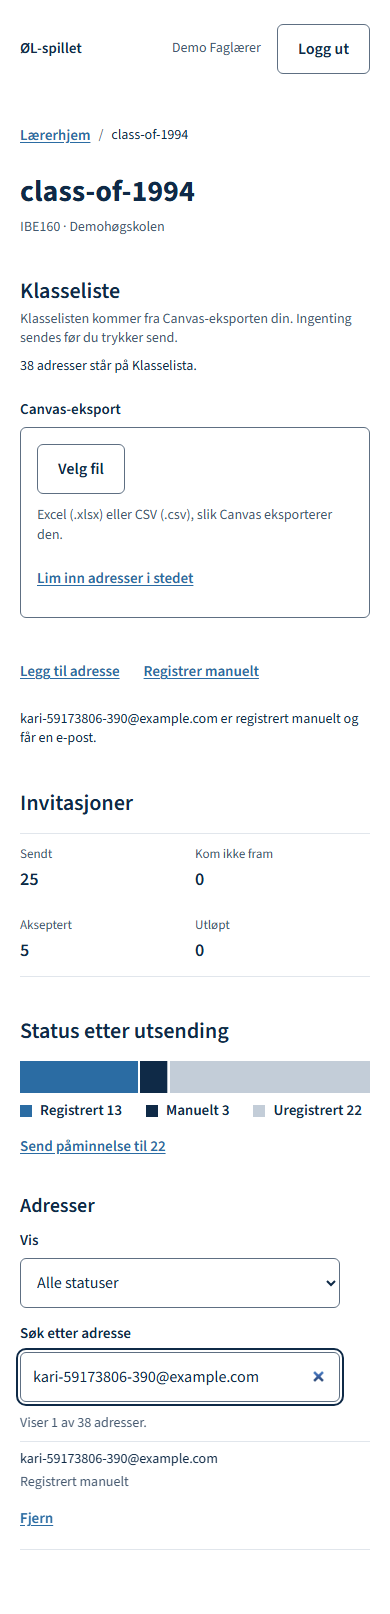 ØL-spillet
Demo Faglærer
Logg ut
Lærerhjem / class-of-1994
class-of-1994
IBE160 · Demohøgskolen
Klasseliste
Klasselisten kommer fra Canvas-eksporten din. Ingenting
sendes før du trykker send.
38 adresser står på Klasselista.
Canvas-eksport
Velg fil
Excel (.xlsx) eller CSV (.csv), slik Canvas eksporterer
den.
Lim inn adresser i stedet
Legg til adresse
Registrer manuelt
kari-59173806-390@example.com er registrert manuelt og
får en e-post.
Invitasjoner
Sendt
Kom ikke fram
25
0
Akseptert
Utløpt
5
0
Status etter utsending
Registrert 13
Manuelt 3
Uregistrert 22
Send påminnelse til 22
Adresser
Vis
Alle statuser
Søk etter adresse
kari-59173806-390@example.com
Viser 1 av 38 adresser.
kari-59173806-390@example.com
Registrert manuelt
Fjern